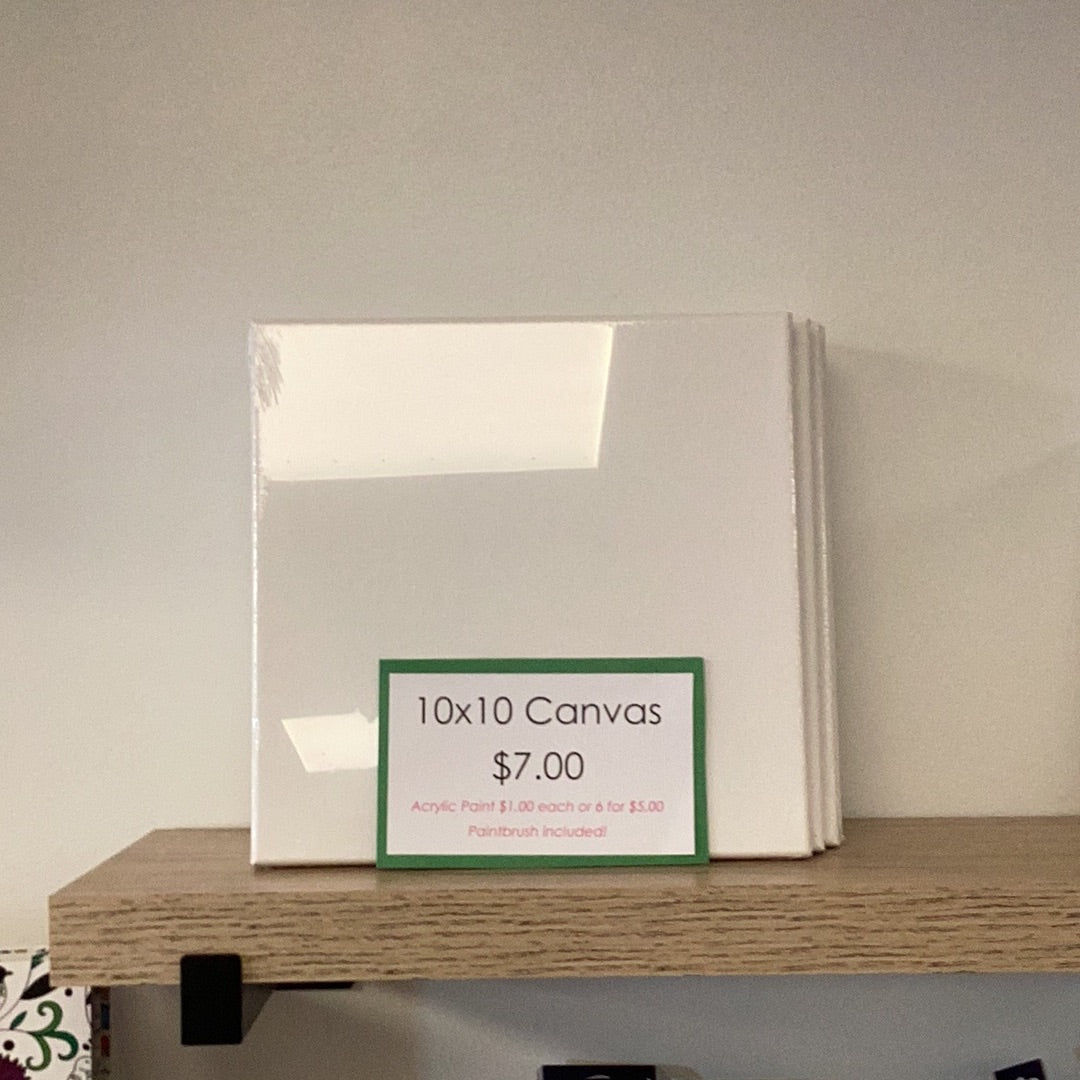 10x10 Canvas
$7.00
Acrylic Paint $1.00 each or 6 for $5.00
Paintbrush included!